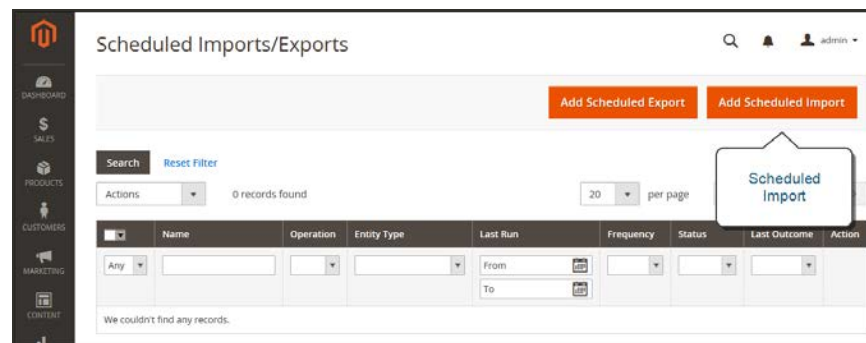 Scheduled Imports/Exports
admin
DASHBOARD
Add Scheduled Export
Add Scheduled Import
SALES
Search
Reset Filter
Scheduled
Import
PRODUCTS
Actions
0 records found
20
per page
CUSTOMERS
Name
Operation
Entity Type
Last Run
Frequency
Status
Last Outcome
Action
MARKETING
Any
From
To
CONTENT
We couldn't find any records.